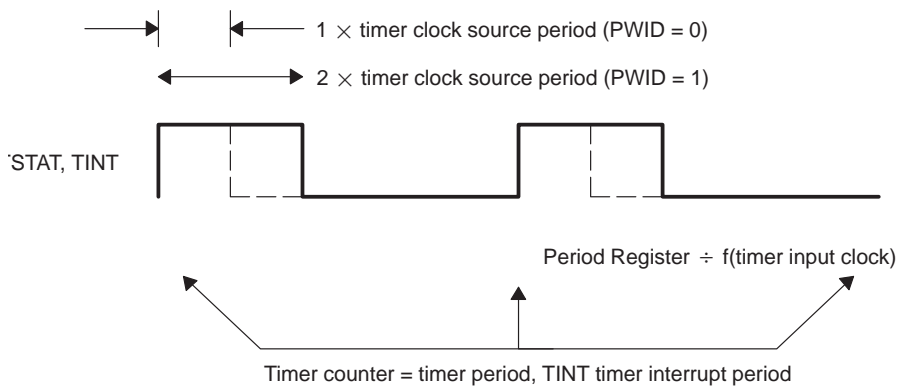 1 × timer clock source period (PWID = 0)
2 × timer clock source period (PWID = 1)
TSTAT, TINT
Period Register ÷ f(timer input clock)
Timer counter = timer period, TINT timer interrupt period